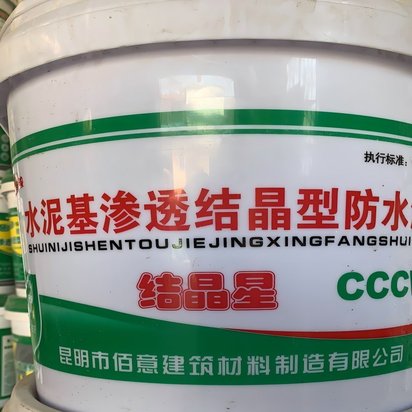 执行标准:
水泥基渗透结晶型防水
SHUINIJISHENTOUJIEJINGXINGFANGSHUI
结晶星
CCC
昆明市佰意建筑材料制造有限公司